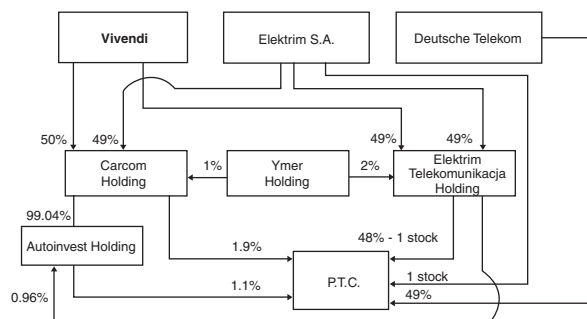 Vivendi
Elektrim S.A.
Deutsche Telekom
50%
49%
49%
49%
Carcom
Holding
1%
Ymer
Holding
2%
Elektrim
Telekomunikacja
Holding
99.04%
Autoinvest Holding
1.9%
48% - 1 stock
P.T.C.
1 stock
0.96%
1.1%
49%